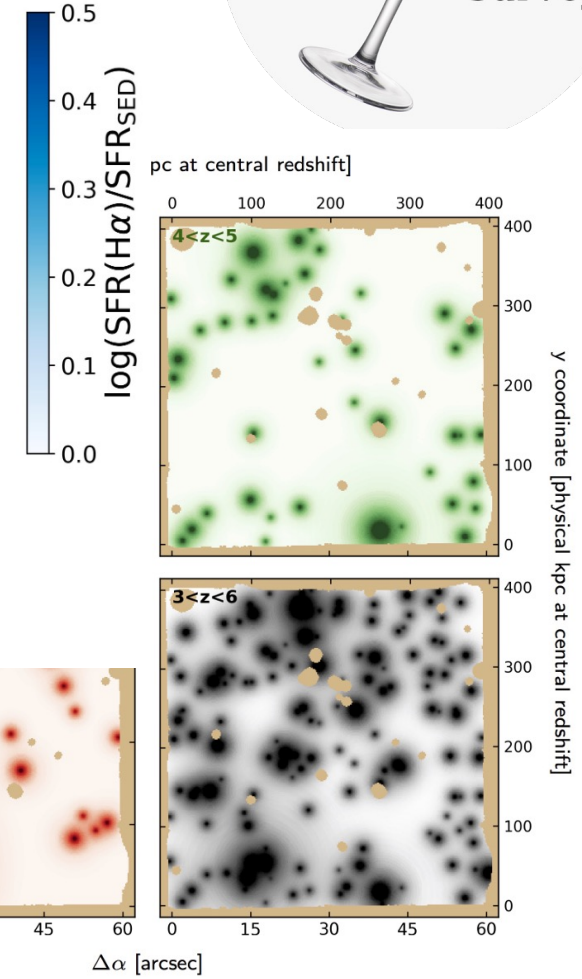 0.5
0.4
0.3
0.2
0.1
0.0
log(SFR(Hα)/SFR_SED)
pc at central redshift]
0 100 200 300 400
4<z<5
400
300
200
100
0
y coordinate [physical kpc at central redshift]
3<z<6
400
300
200
100
0
45 60
0 15 30 45 60
Δα [arcsec]